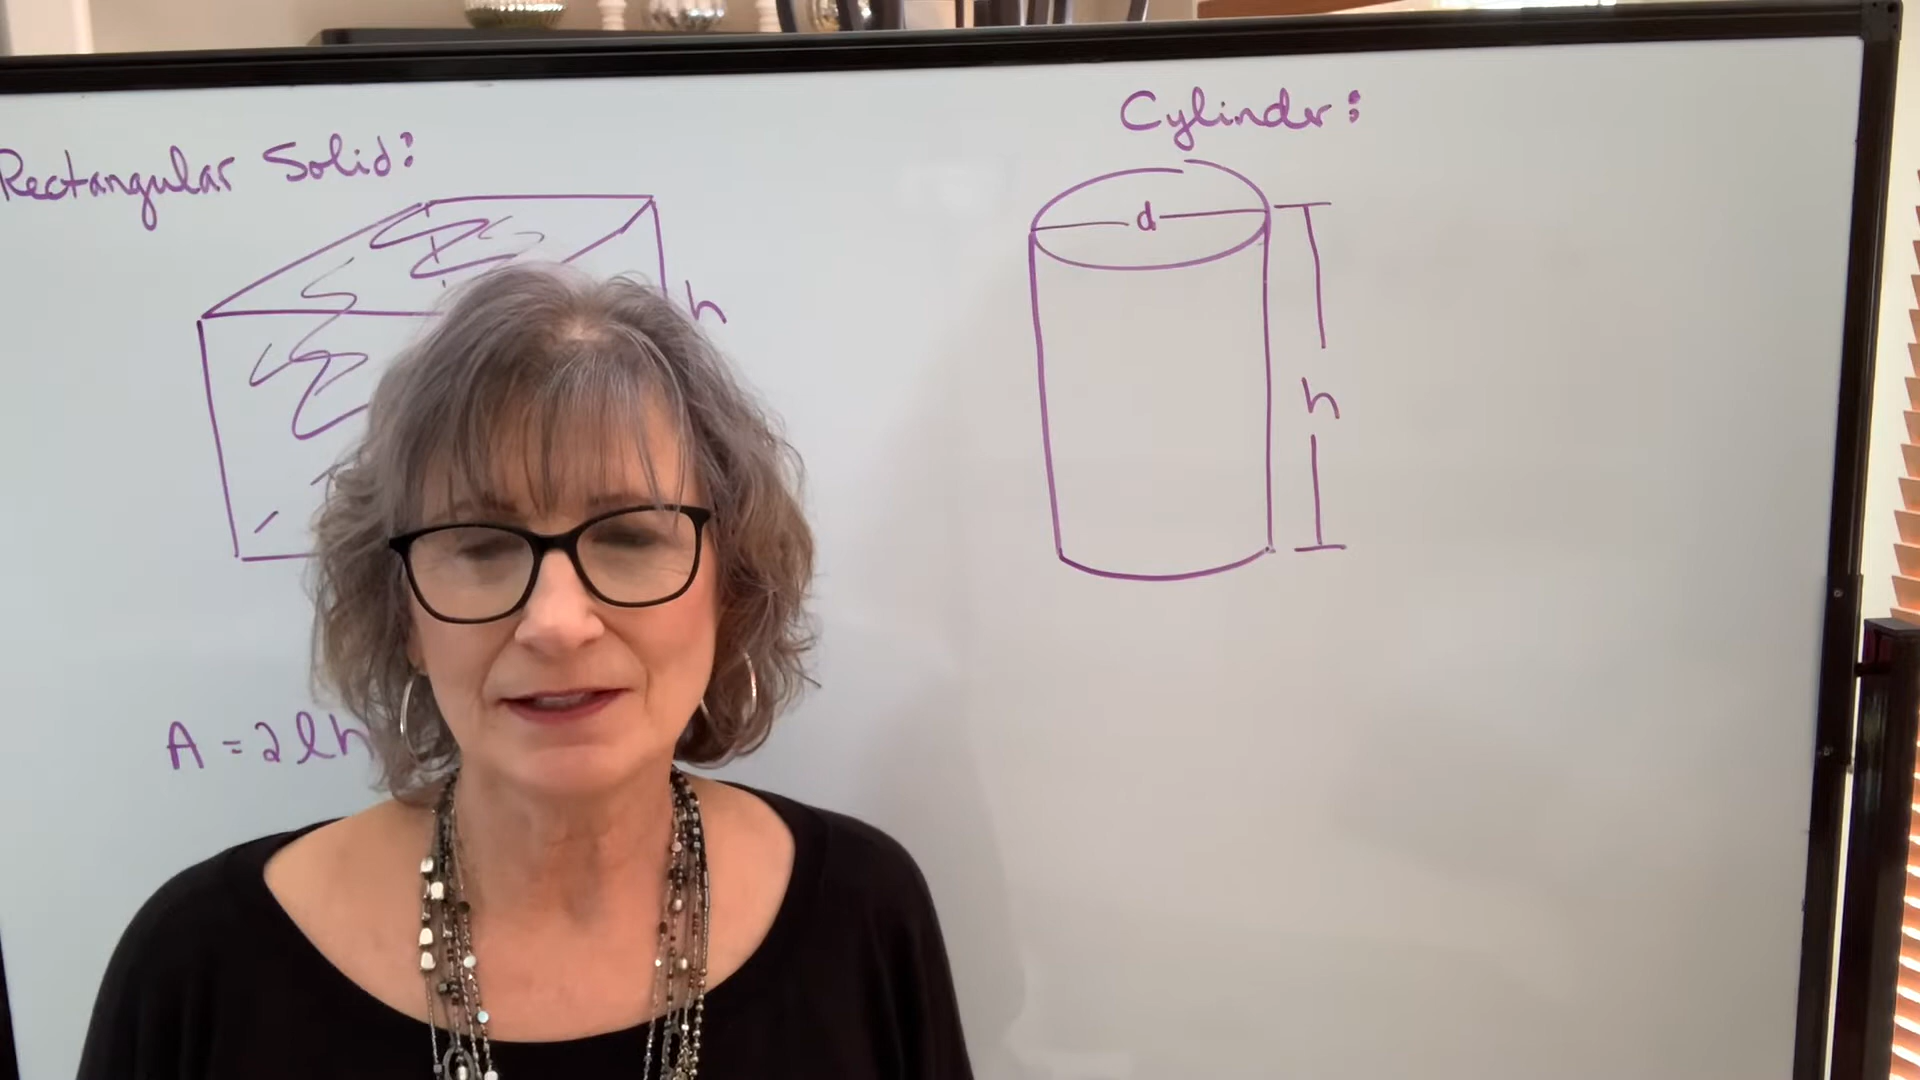 Rectangular Solid:
h
A = 2lh
Cylinder:
d
h